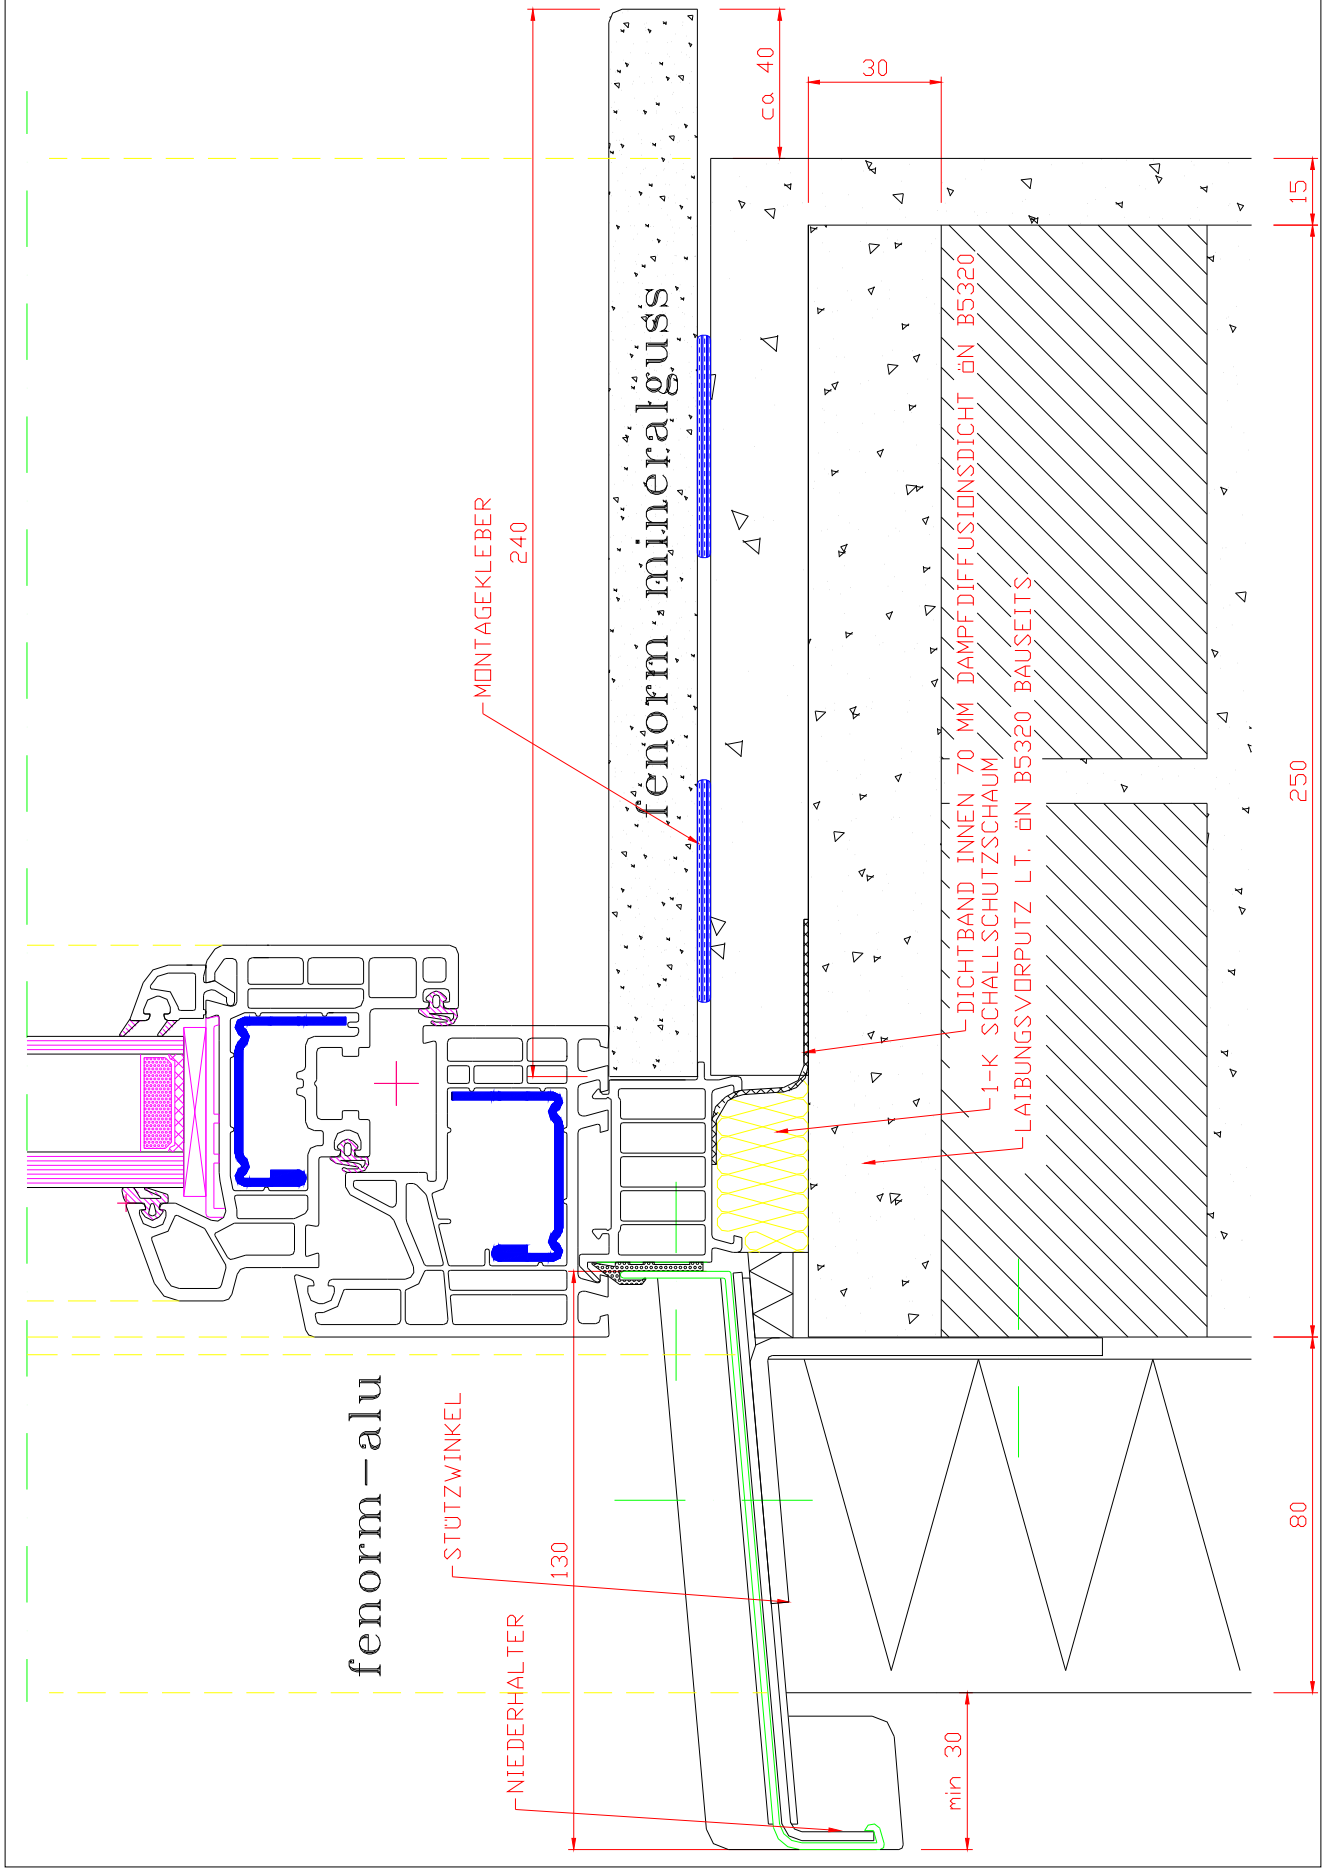 fenorm-alu
STÜTZWINKEL
130
NIEDERHALTER
MONTAGEKLEBER
240
fenorm mineralguss
ca 40
30
DICHTBAND INNEN 70 MM DAMPFDIFFUSIONSDICHT ÖN B5320
1-K SCHALLSCHUTZSCHAUM
LAIBUNGSVORPUTZ LT. ÖN B5320 BAUSEITS
min 30
80
250
15